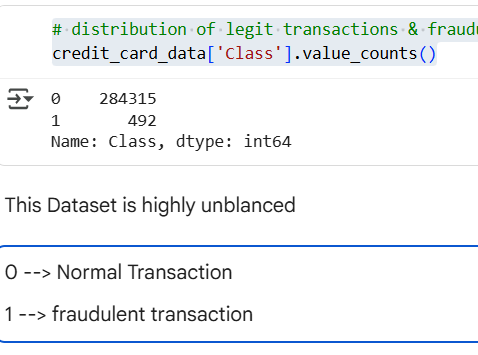 # distribution of legit transactions &
credit_card_data['Class'].value_counts()
0 284315
1 492
Name: Class, dtype: int64
This Dataset is highly unblanced
0 --> Normal Transaction
1 --> fraudulent transaction